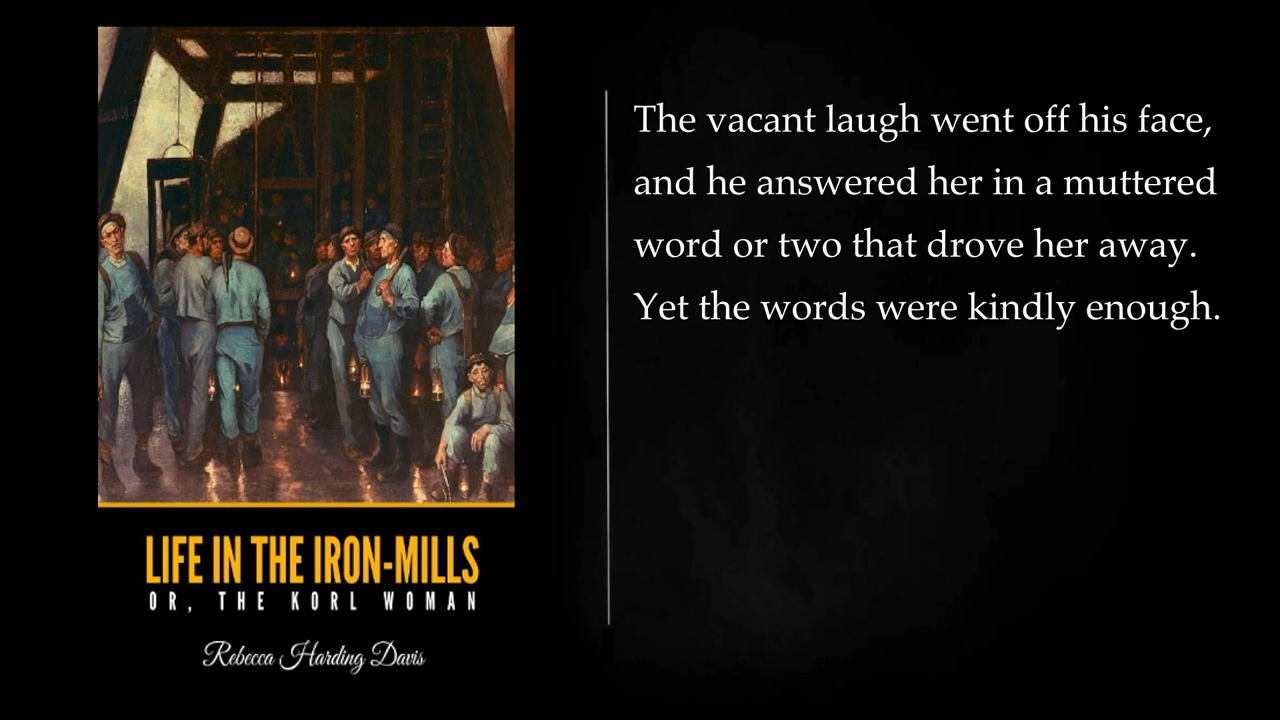 LIFE IN THE IRON-MILLS
OR, THE KORL WOMAN
Rebecca Harding Davis
The vacant laugh went off his face,
and he answered her in a muttered
word or two that drove her away.
Yet the words were kindly enough.